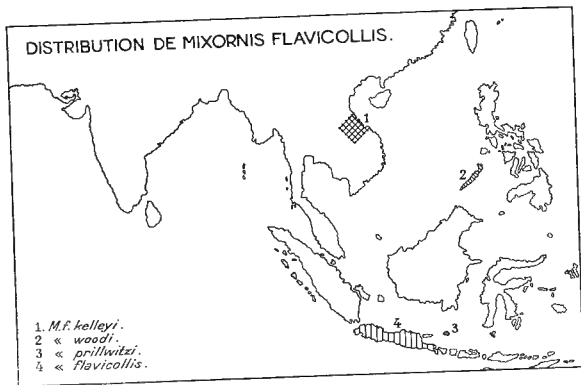 DISTRIBUTION DE MIXORNIS FLAVICOLLIS.
1
2
3
4
1. M.f. kelleyi.
2 « woodi.
3 « prillwitzi.
4 « flavicollis.